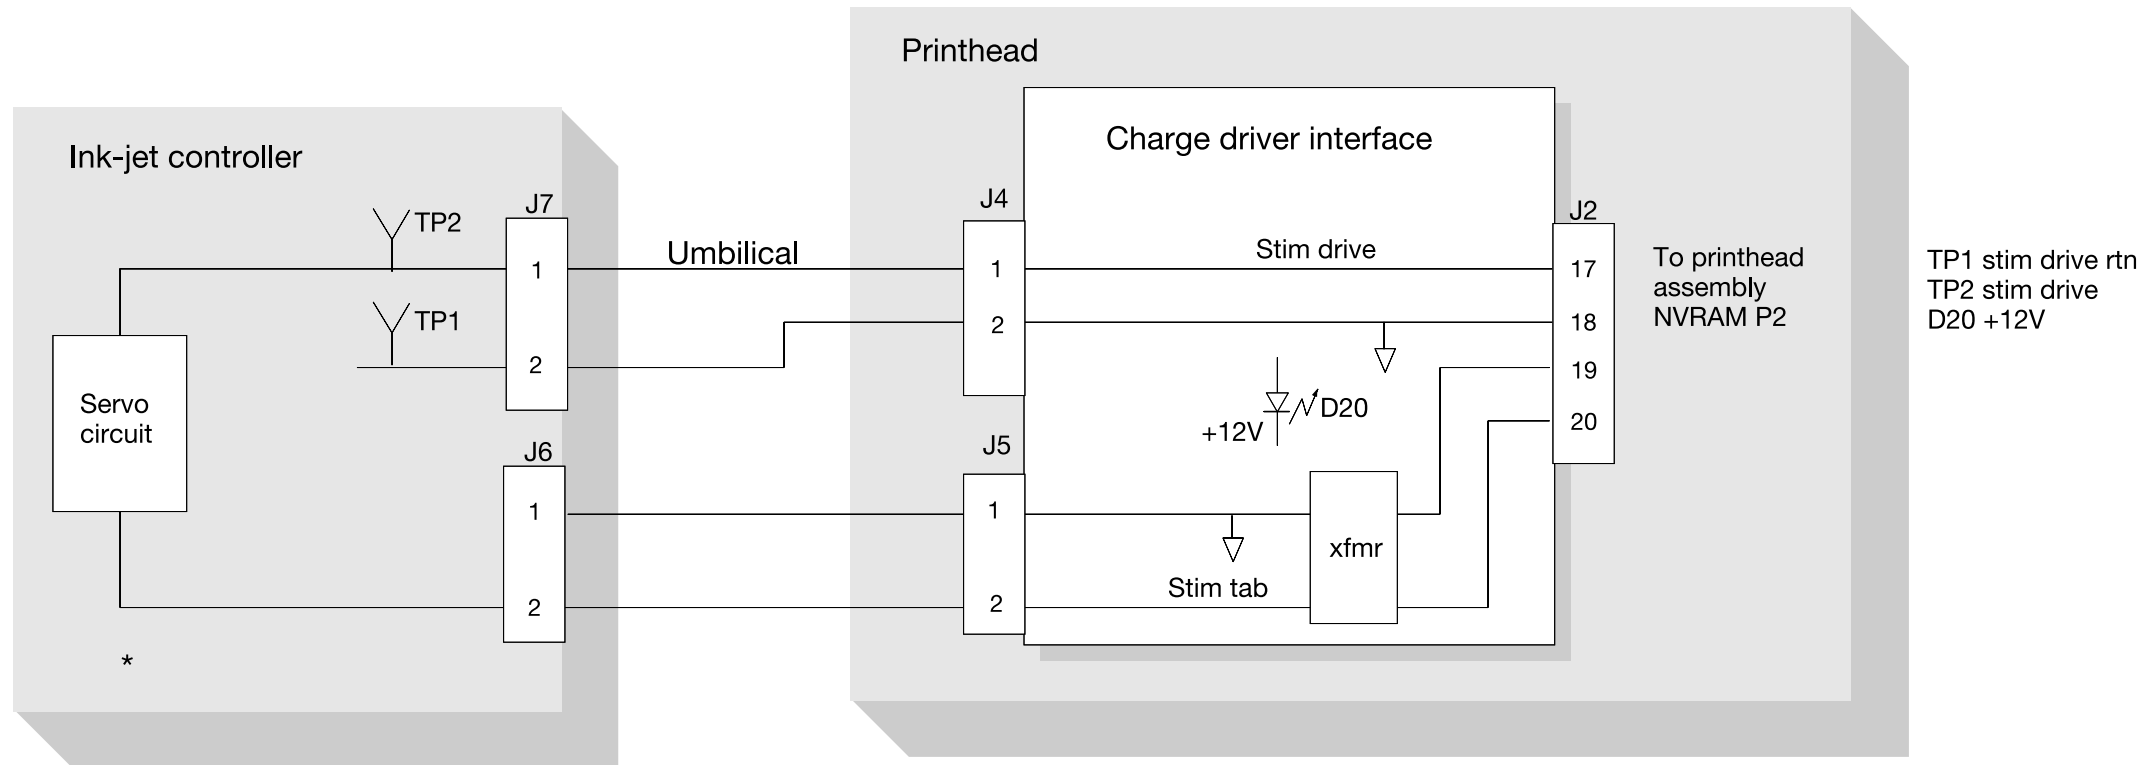 Printhead
Ink-jet controller
Charge driver interface
TP2
J7
Umbilical
J4
Stim drive
J2
1
1
17
To printhead
assembly
NVRAM P2
TP1 stim drive rtn
TP2 stim drive
D20 +12V
TP1
2
2
18
19
20
D20
+12V
Servo
circuit
J6
J5
1
1
xfmr
Stim tab
2
2
*